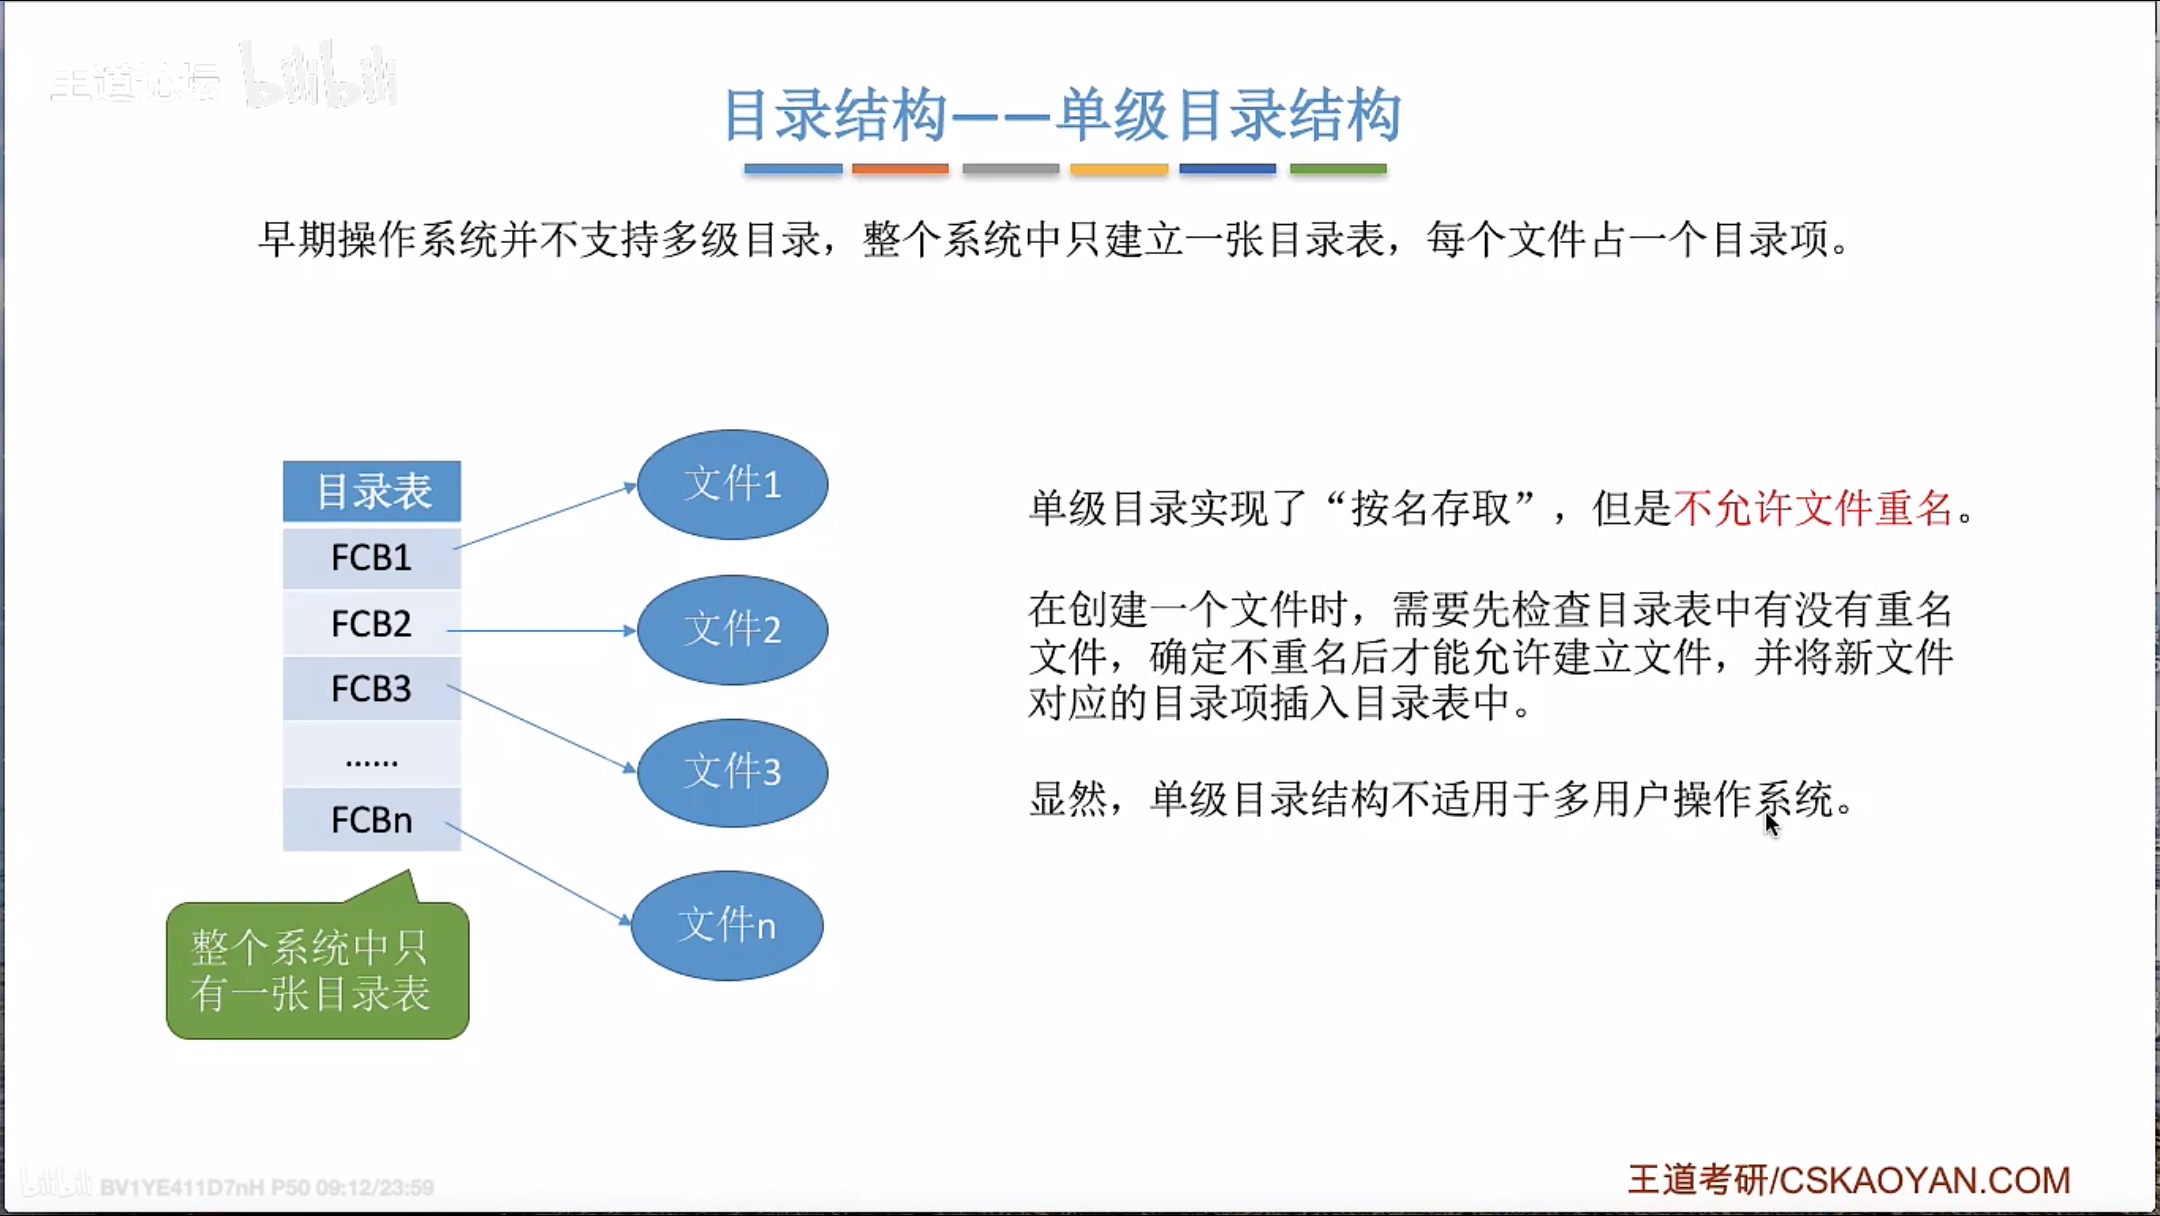 王道论坛 bilibili
目录结构——单级目录结构
早期操作系统并不支持多级目录，整个系统中只建立一张目录表，每个文件占一个目录项。
目录表
FCB1
FCB2
FCB3
......
FCBn
文件1
文件2
文件3
文件n
整个系统中只
有一张目录表
单级目录实现了“按名存取”，但是不允许文件重名。
在创建一个文件时，需要先检查目录表中有没有重名
文件，确定不重名后才能允许建立文件，并将新文件
对应的目录项插入目录表中。
显然，单级目录结构不适用于多用户操作系统。
bilibili BV1YE411D7nH P50 09:12/23:59
王道考研/CSKAOYAN.COM